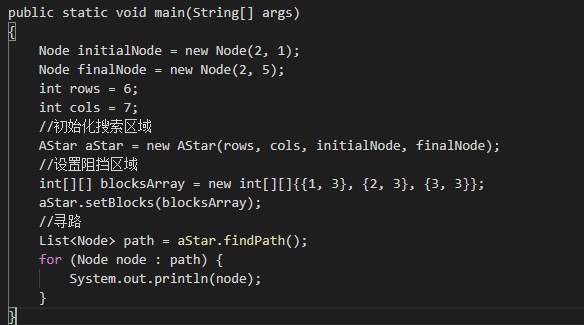 public static void main(String[] args)
{
    Node initialNode = new Node(2, 1);
    Node finalNode = new Node(2, 5);
    int rows = 6;
    int cols = 7;
    //初始化搜索区域
    AStar aStar = new AStar(rows, cols, initialNode, finalNode);
    //设置阻挡区域
    int[][] blocksArray = new int[][]{{1, 3}, {2, 3}, {3, 3}};
    aStar.setBlocks(blocksArray);
    //寻路
    List<Node> path = aStar.findPath();
    for (Node node : path) {
        System.out.println(node);
    }
}